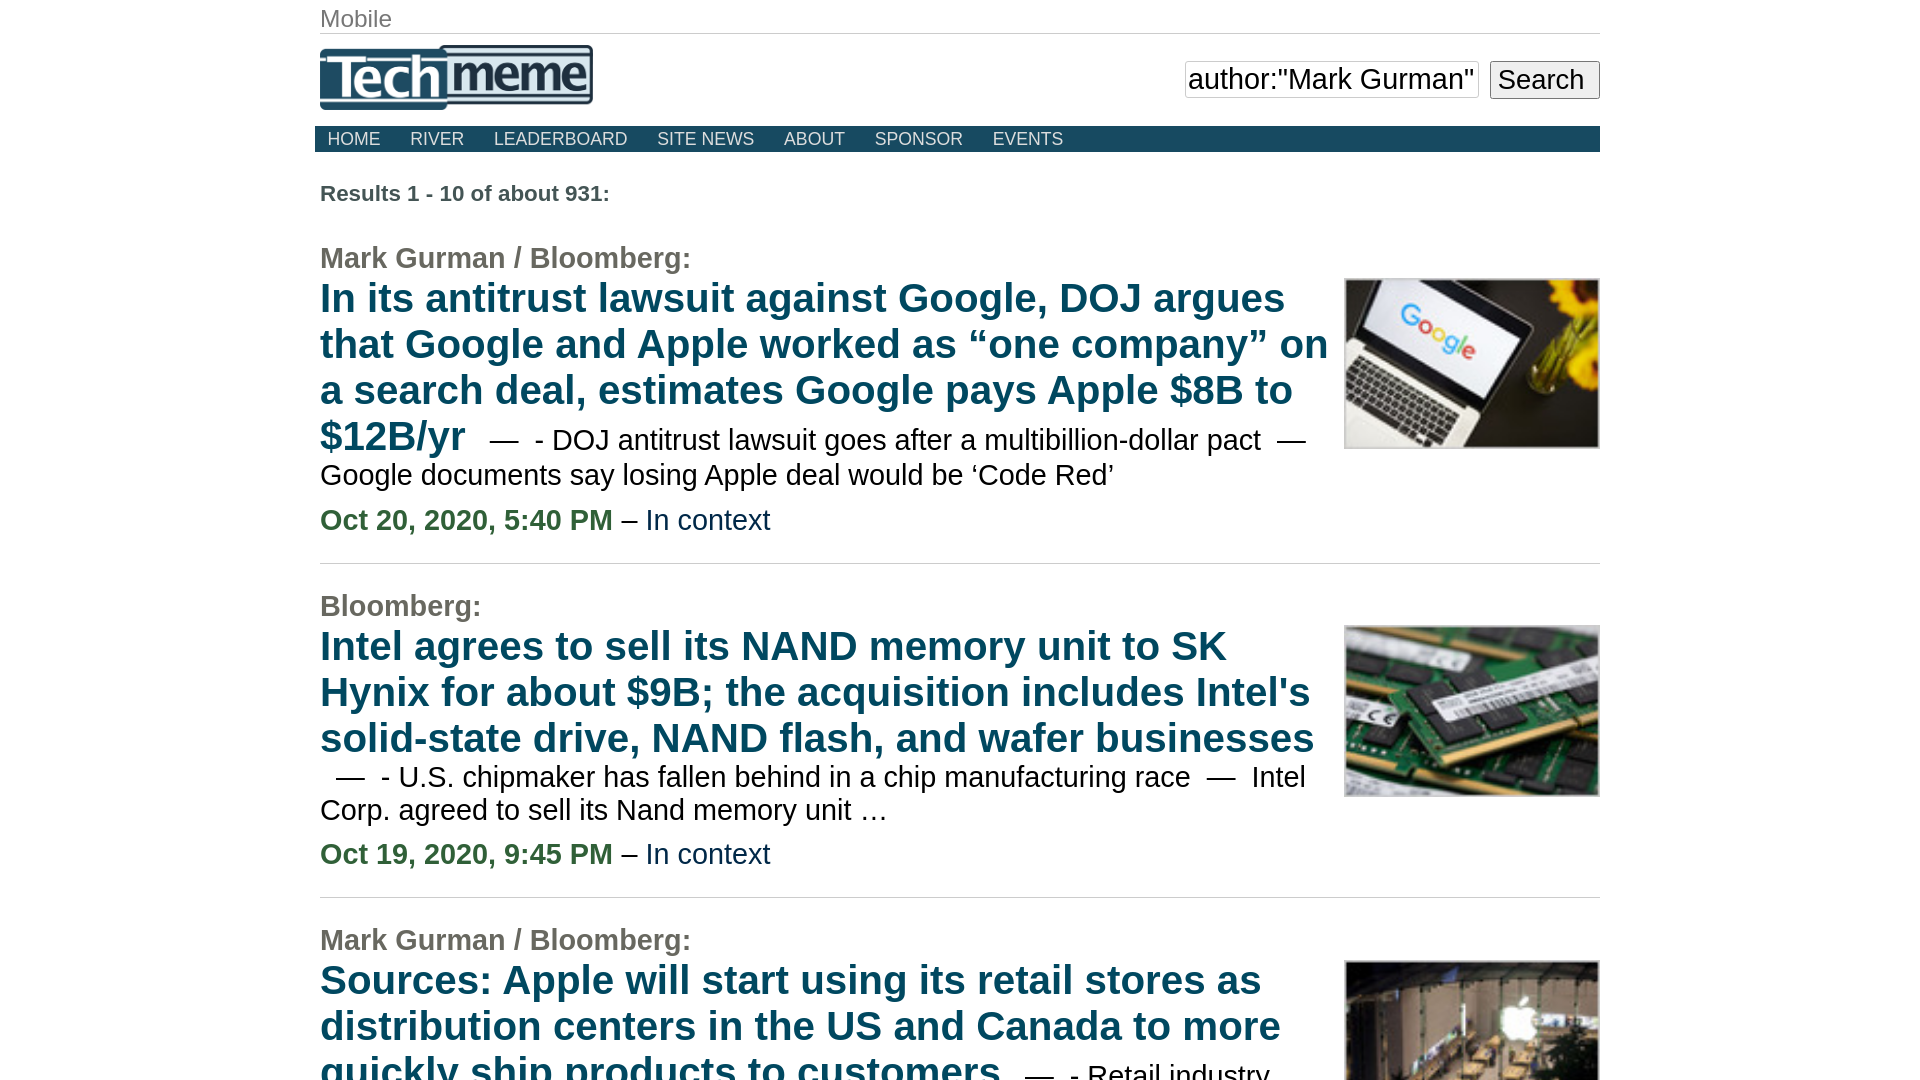 Mobile
Techmeme
author:"Mark Gurman"
Search
HOME RIVER LEADERBOARD SITE NEWS ABOUT SPONSOR EVENTS
Results 1 - 10 of about 931:
Mark Gurman / Bloomberg:
In its antitrust lawsuit against Google, DOJ argues
that Google and Apple worked as “one company” on
a search deal, estimates Google pays Apple $8B to
$12B/yr — - DOJ antitrust lawsuit goes after a multibillion-dollar pact —
Google documents say losing Apple deal would be ‘Code Red’
Google
Oct 20, 2020, 5:40 PM – In context
Bloomberg:
Intel agrees to sell its NAND memory unit to SK
Hynix for about $9B; the acquisition includes Intel's
solid-state drive, NAND flash, and wafer businesses
— - U.S. chipmaker has fallen behind in a chip manufacturing race — Intel
Corp. agreed to sell its Nand memory unit …
Oct 19, 2020, 9:45 PM – In context
Mark Gurman / Bloomberg:
Sources: Apple will start using its retail stores as
distribution centers in the US and Canada to more
quickly ship products to customers — - Retail industry